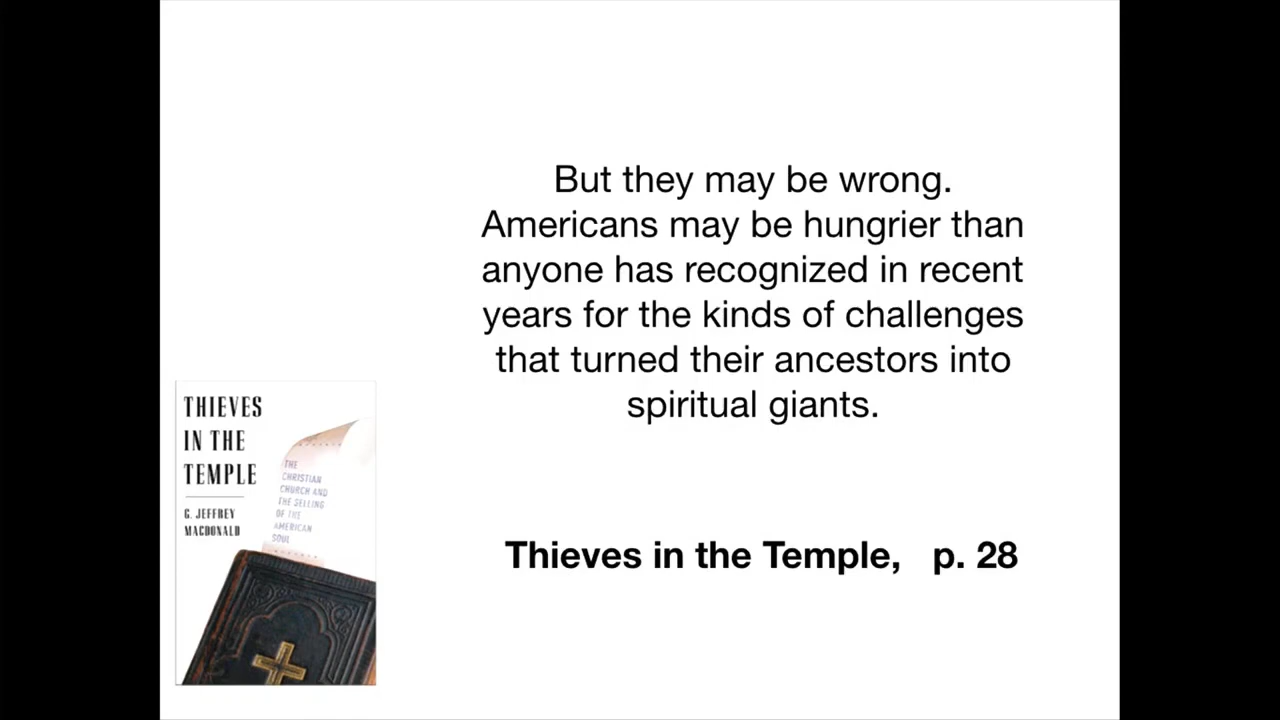 But they may be wrong.
Americans may be hungrier than
anyone has recognized in recent
years for the kinds of challenges
that turned their ancestors into
spiritual giants.
THIEVES
IN THE
TEMPLE
G. JEFFREY
MACDONALD
THE
CHRISTIAN
CHURCH AND
THE SELLING
OF THE
AMERICAN
SOUL
Thieves in the Temple, p. 28